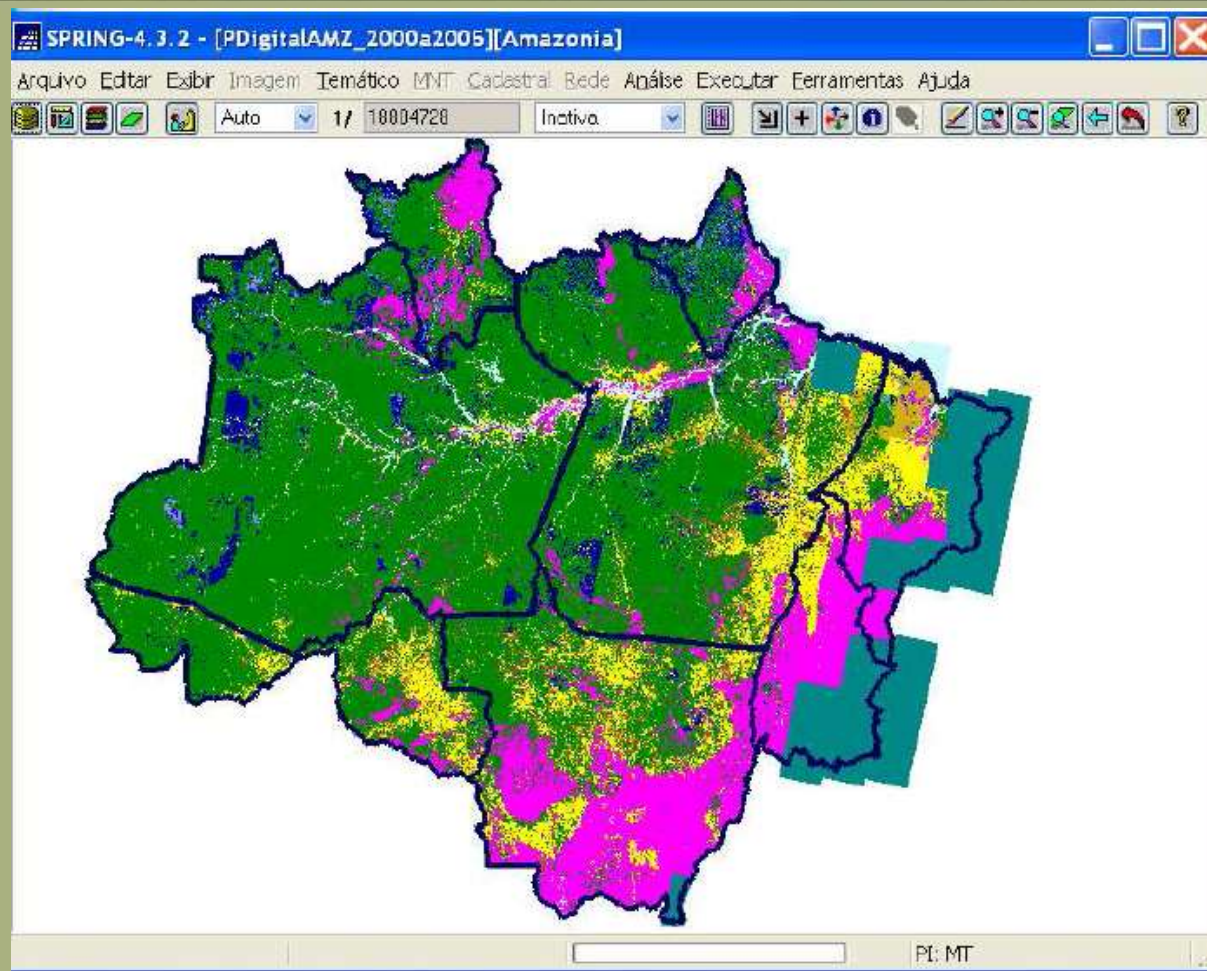 SPRING-4.3.2 - [PDigitalAMZ_2000a2005][Amazonia]
Arquivo Editar Exibir Imagem Temático MNT Cadastral Rede Análise Executar Ferramentas Ajuda
Auto 1/ 18004728 Inativa
PI: MT